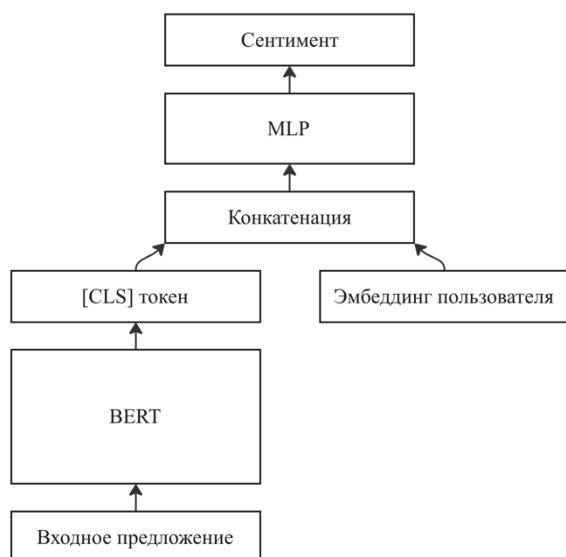 Сентимент
MLP
Конкатенация
[CLS] токен
Эмбеддинг пользователя
BERT
Входное предложение